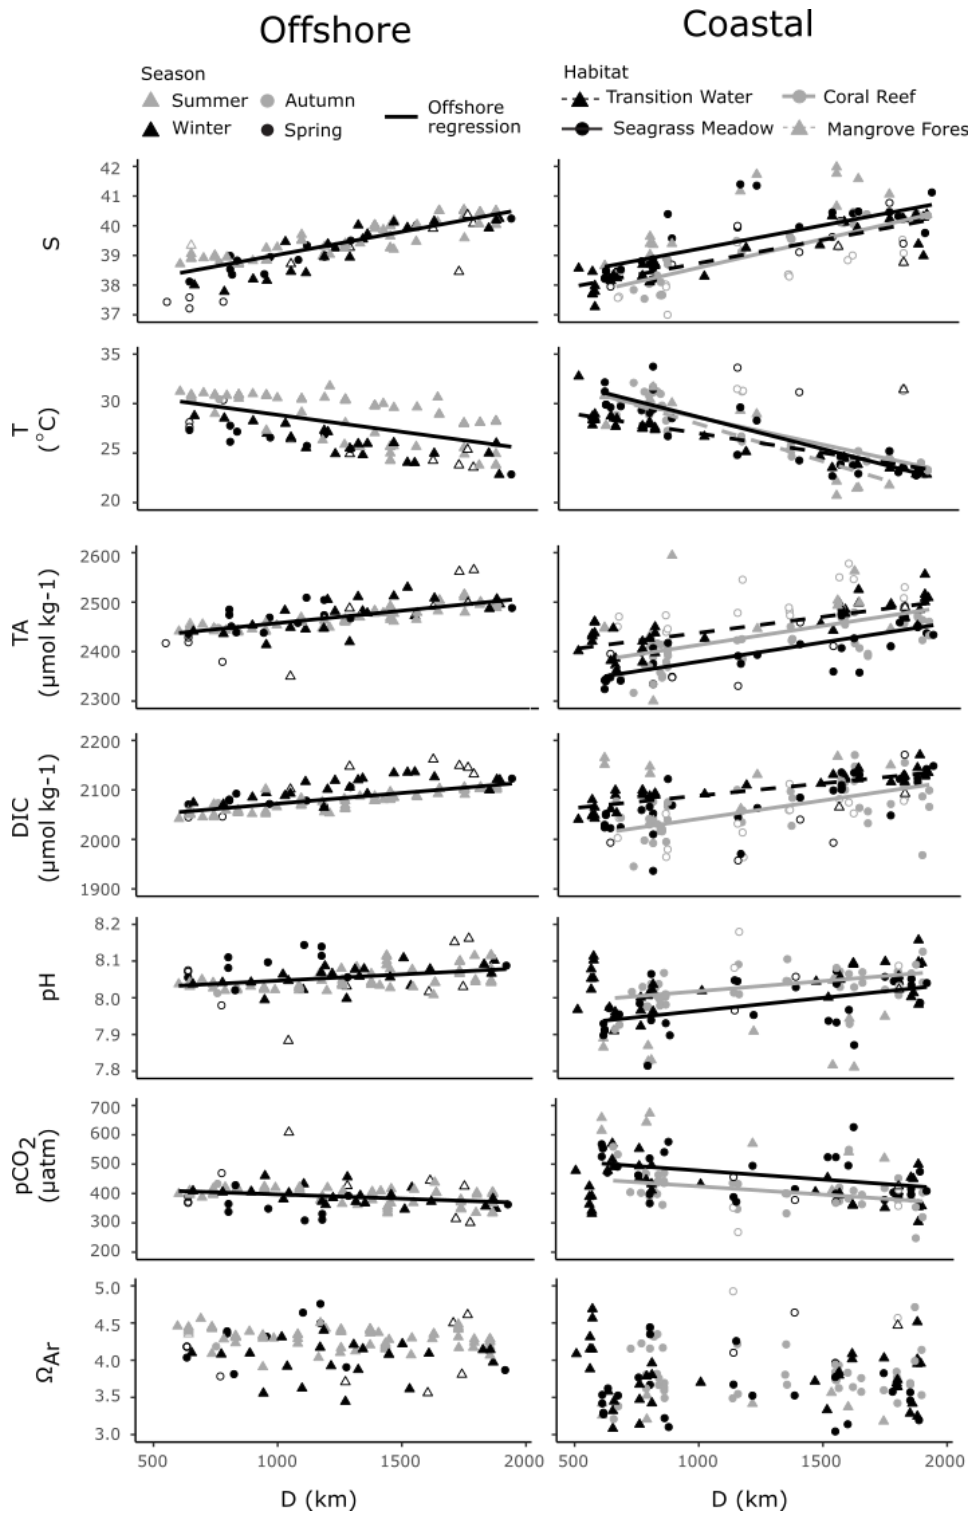 Offshore
Coastal
Season
Summer
Autumn
Winter
Spring
Offshore
regression
Habitat
Transition Water
Coral Reef
Seagrass Meadow
Mangrove Fores
S
42
41
40
39
38
37
T
(°C)
35
30
25
20
TA
(µmol kg-1)
2600
2500
2400
2300
DIC
(µmol kg-1)
2200
2100
2000
1900
pH
8.2
8.1
8.0
7.9
7.8
pCO2
(µatm)
700
600
500
400
300
200
ΩAr
5.0
4.5
4.0
3.5
3.0
500
1000
1500
2000
500
1000
1500
2000
D (km)
D (km)